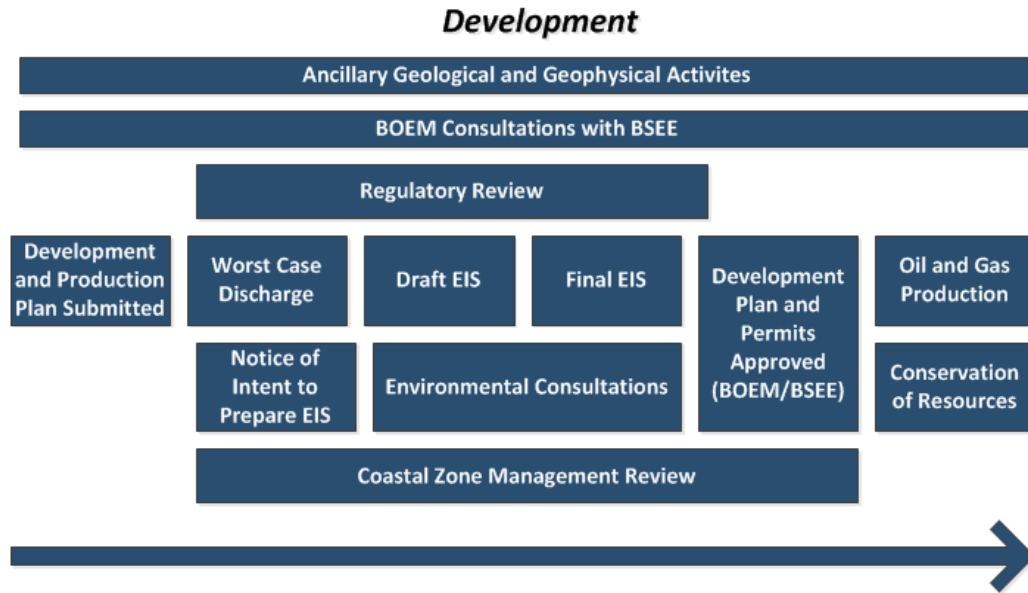 Development
Ancillary Geological and Geophysical Activites
BOEM Consultations with BSEE
Regulatory Review
Development
and Production
Plan Submitted
Worst Case
Discharge
Draft EIS
Final EIS
Development
Plan and
Permits
Approved
(BOEM/BSEE)
Oil and Gas
Production
Notice of
Intent to
Prepare EIS
Environmental Consultations
Conservation
of Resources
Coastal Zone Management Review